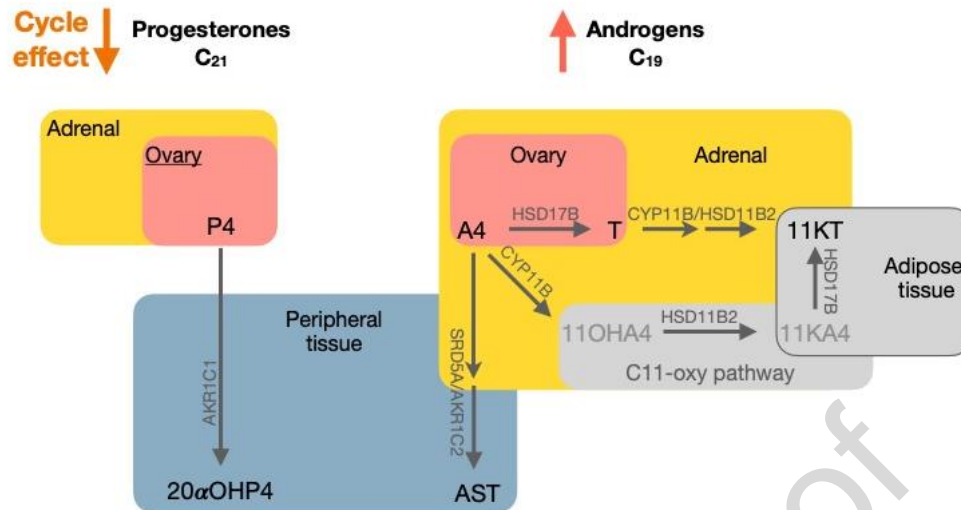 Cycle
effect
Progesterones
C21
Androgens
C19
Adrenal
Ovary
P4
AKR1C1
20αOHP4
Peripheral
tissue
Ovary
Adrenal
A4
HSD17B
T
CYP11B/HSD11B2
11KT
CYP11B
HSD17B
Adipose
tissue
11OHA4
HSD11B2
11KA4
C11-oxy pathway
SRD5A/AKR1C2
AST
of